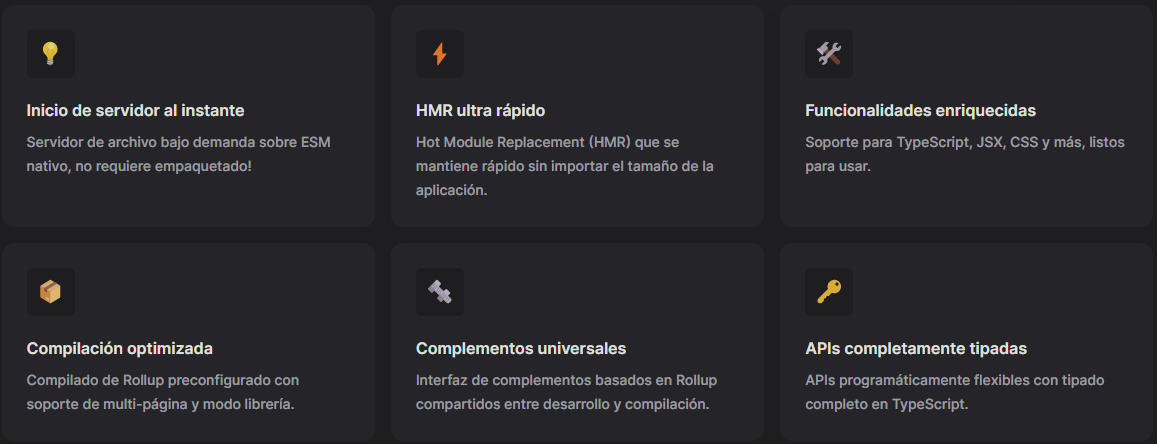 Inicio de servidor al instante
Servidor de archivo bajo demanda sobre ESM
nativo, no requiere empaquetado!
HMR ultra rápido
Hot Module Replacement (HMR) que se
mantiene rápido sin importar el tamaño de la
aplicación.
Funcionalidades enriquecidas
Soporte para TypeScript, JSX, CSS y más, listos
para usar.
Compilación optimizada
Compilado de Rollup preconfigurado con
soporte de multi-página y modo librería.
Complementos universales
Interfaz de complementos basados en Rollup
compartidos entre desarrollo y compilación.
APIs completamente tipadas
APIs programáticamente flexibles con tipado
completo en TypeScript.